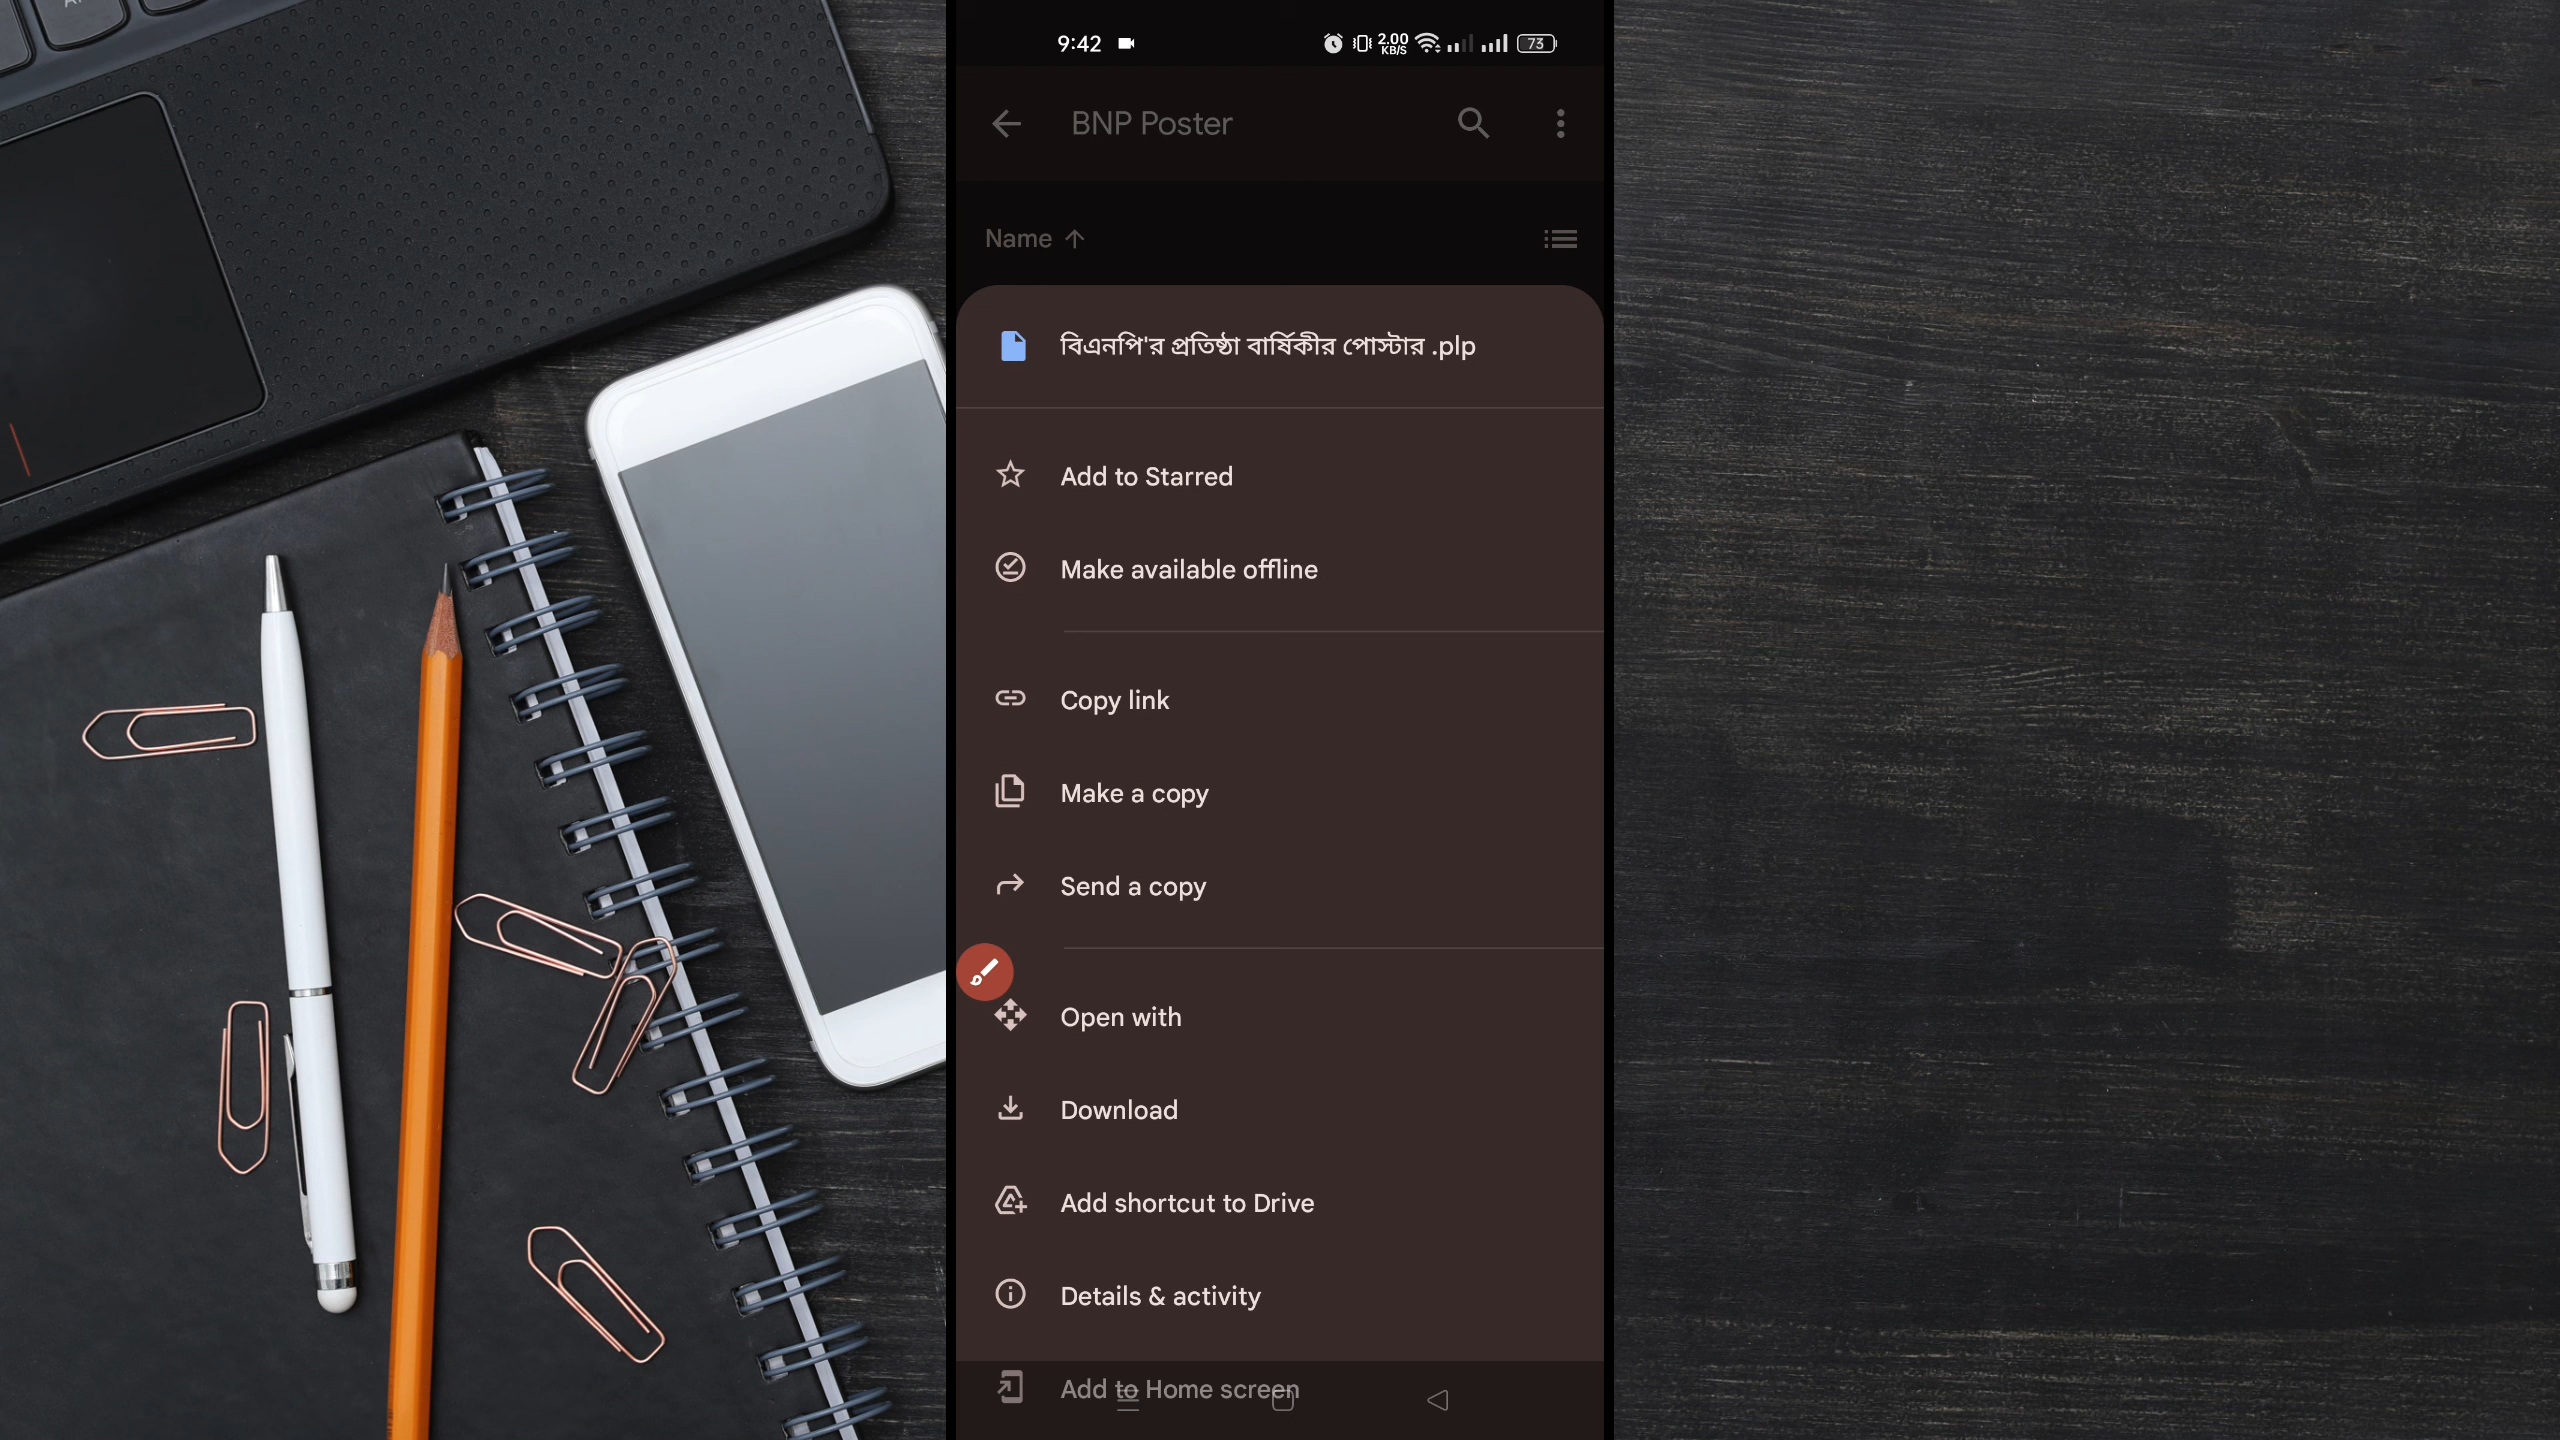 9:42
2.00 KB/S
73
BNP Poster
Name
বিএনপি'র প্রতিষ্ঠা বার্ষিকীর পোস্টার .plp
Add to Starred
Make available offline
Copy link
Make a copy
Send a copy
Open with
Download
Add shortcut to Drive
Details & activity
Add to Home screen